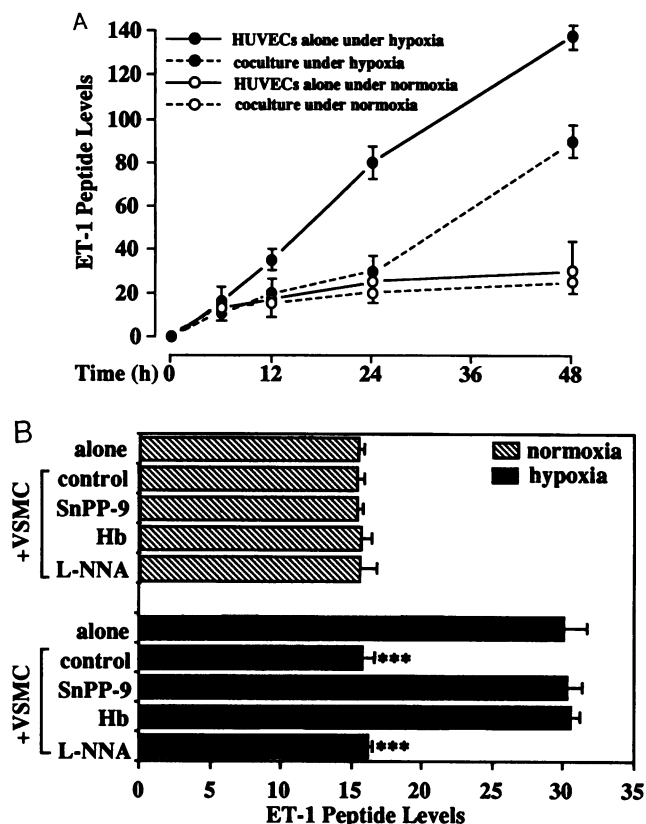 A
ET-1 Peptide Levels
140
120
100
80
60
40
20
0
HUVECs alone under hypoxia
coculture under hypoxia
HUVECs alone under normoxia
coculture under normoxia
Time (h) 0 12 24 36 48
B
normoxia
hypoxia
+VSMC
alone
control
SnPP-9
Hb
L-NNA
+VSMC
alone
control ***
SnPP-9
Hb
L-NNA ***
0 5 10 15 20 25 30 35
ET-1 Peptide Levels